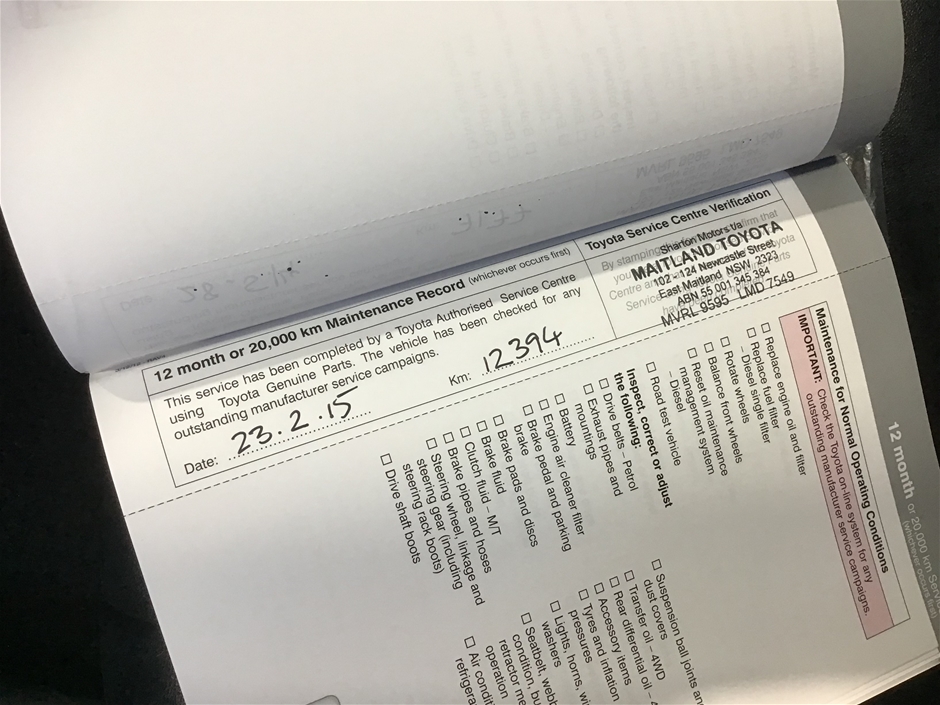 12 month or 20,000 km Maintenance Record (whichever occurs first)
This service has been completed by a Toyota Authorised Service Centre
using Toyota Genuine Parts. The vehicle has been checked for any
outstanding manufacturer service campaigns.
Date: 23.2.15
Km: 12394
Toyota Service Centre Verification
By stamping
Sharlon Motors
MAITLAND TOYOTA
102 - 124 Newcastle Street
East Maitland NSW 2323
ABN 55 001 345 384
MVRL 9595 LMD 7549
12 month or 20,000 km
(whichever occurs first)
Maintenance for Normal Operating Conditions
IMPORTANT: Check the Toyota on-line system for any
outstanding manufacturer service campaigns.
Replace engine oil and filter
Replace fuel filter
– Diesel single filter
Rotate wheels
Balance front wheels
Reset oil maintenance
management system
– Diesel
Road test vehicle
Inspect, correct or adjust
the following:
Drive belts – Petrol
Exhaust pipes and
mountings
Battery
Engine air cleaner filter
Brake pedal and parking
brake
Brake pads and discs
Brake fluid
Clutch fluid – M/T
Brake pipes and hoses
Steering wheel, linkage and
steering gear (including
steering rack boots)
Drive shaft boots
Suspension ball joints
dust covers
Transfer oil – 4WD
Rear differential oil –
Accessory items
Tyres and inflation
pressures
Lights, horns,
washers
Seatbelt,
condition,
retractor
Air
operation